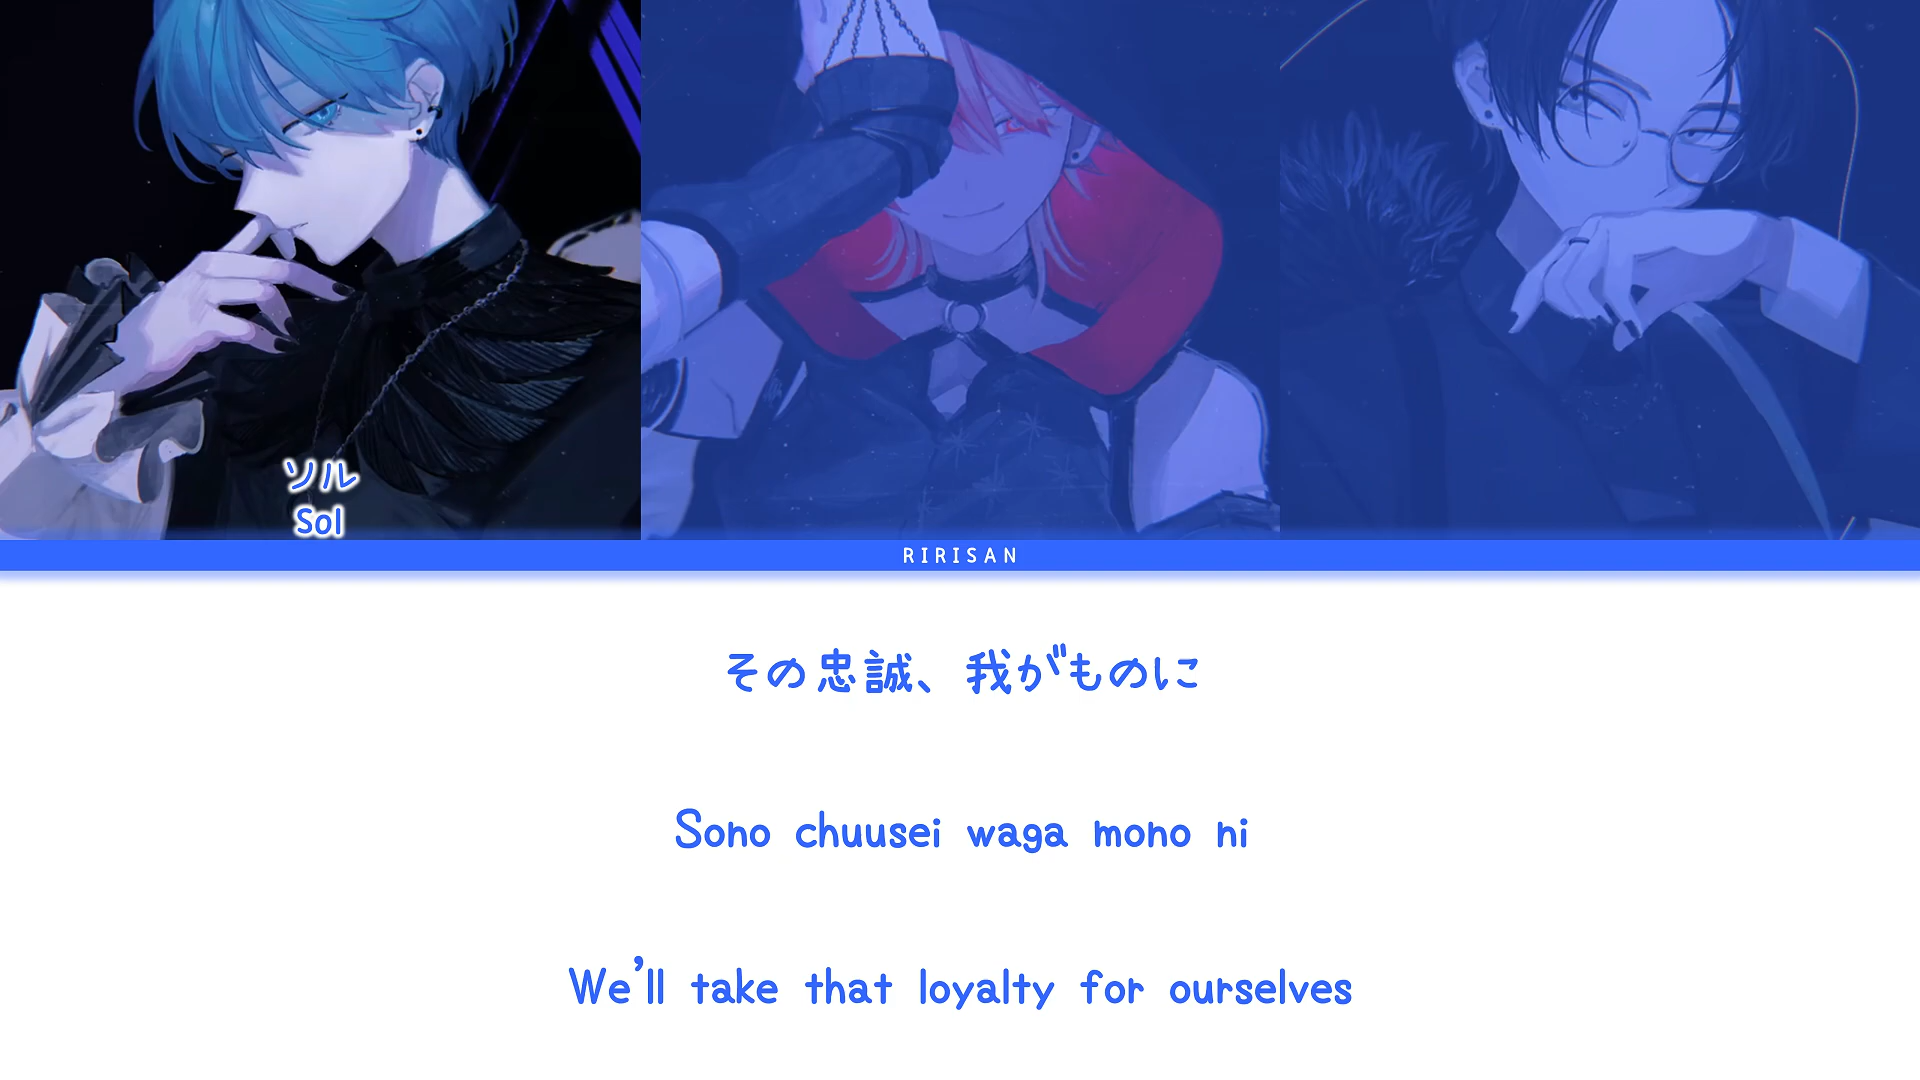 ソル
Sol
RIRISAN
その忠誠、我がものに
Sono chuusei waga mono ni
We'll take that loyalty for ourselves